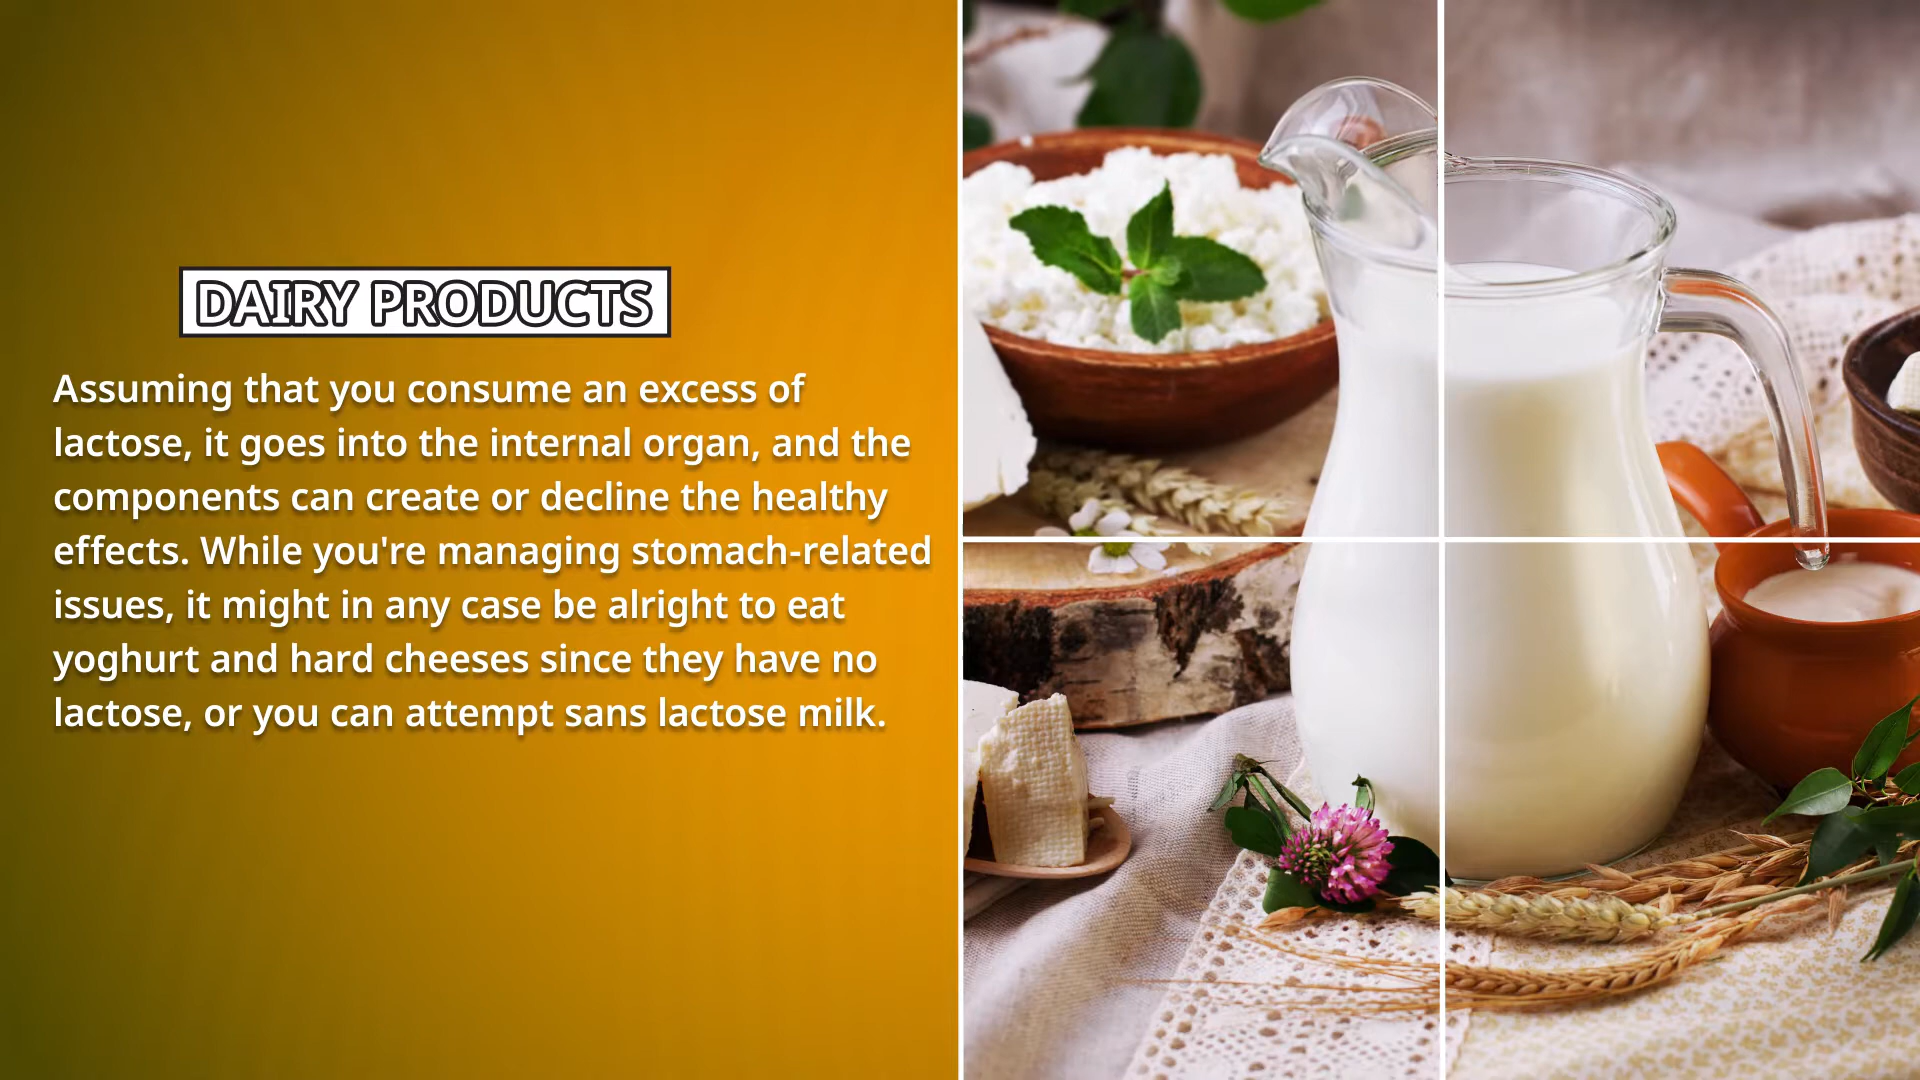 DAIRY PRODUCTS
Assuming that you consume an excess of
lactose, it goes into the internal organ, and the
components can create or decline the healthy
effects. While you're managing stomach-related
issues, it might in any case be alright to eat
yoghurt and hard cheeses since they have no
lactose, or you can attempt sans lactose milk.